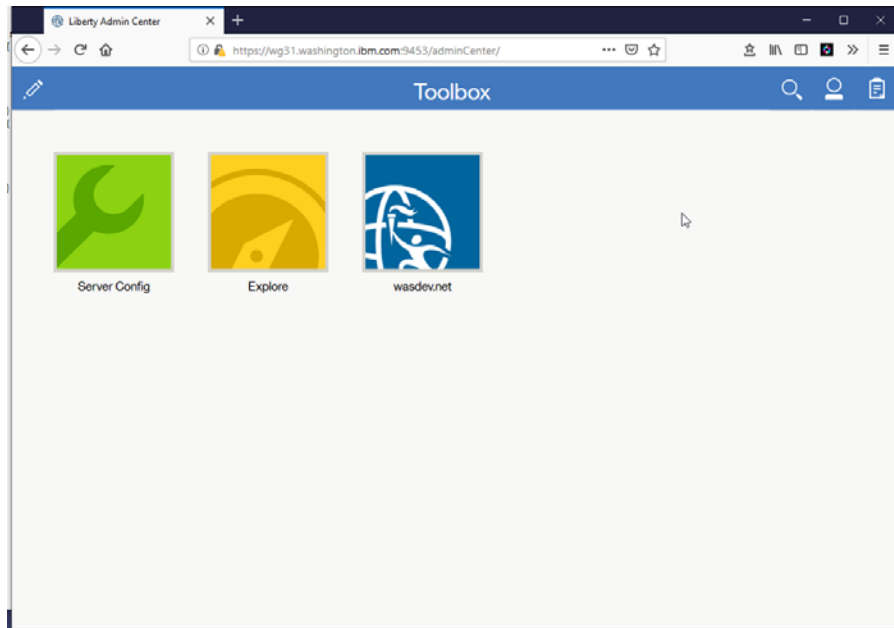 Liberty Admin Center
https://wg31.washington.ibm.com:9453/adminCenter/
Toolbox
Server Config
Explore
wasdev.net